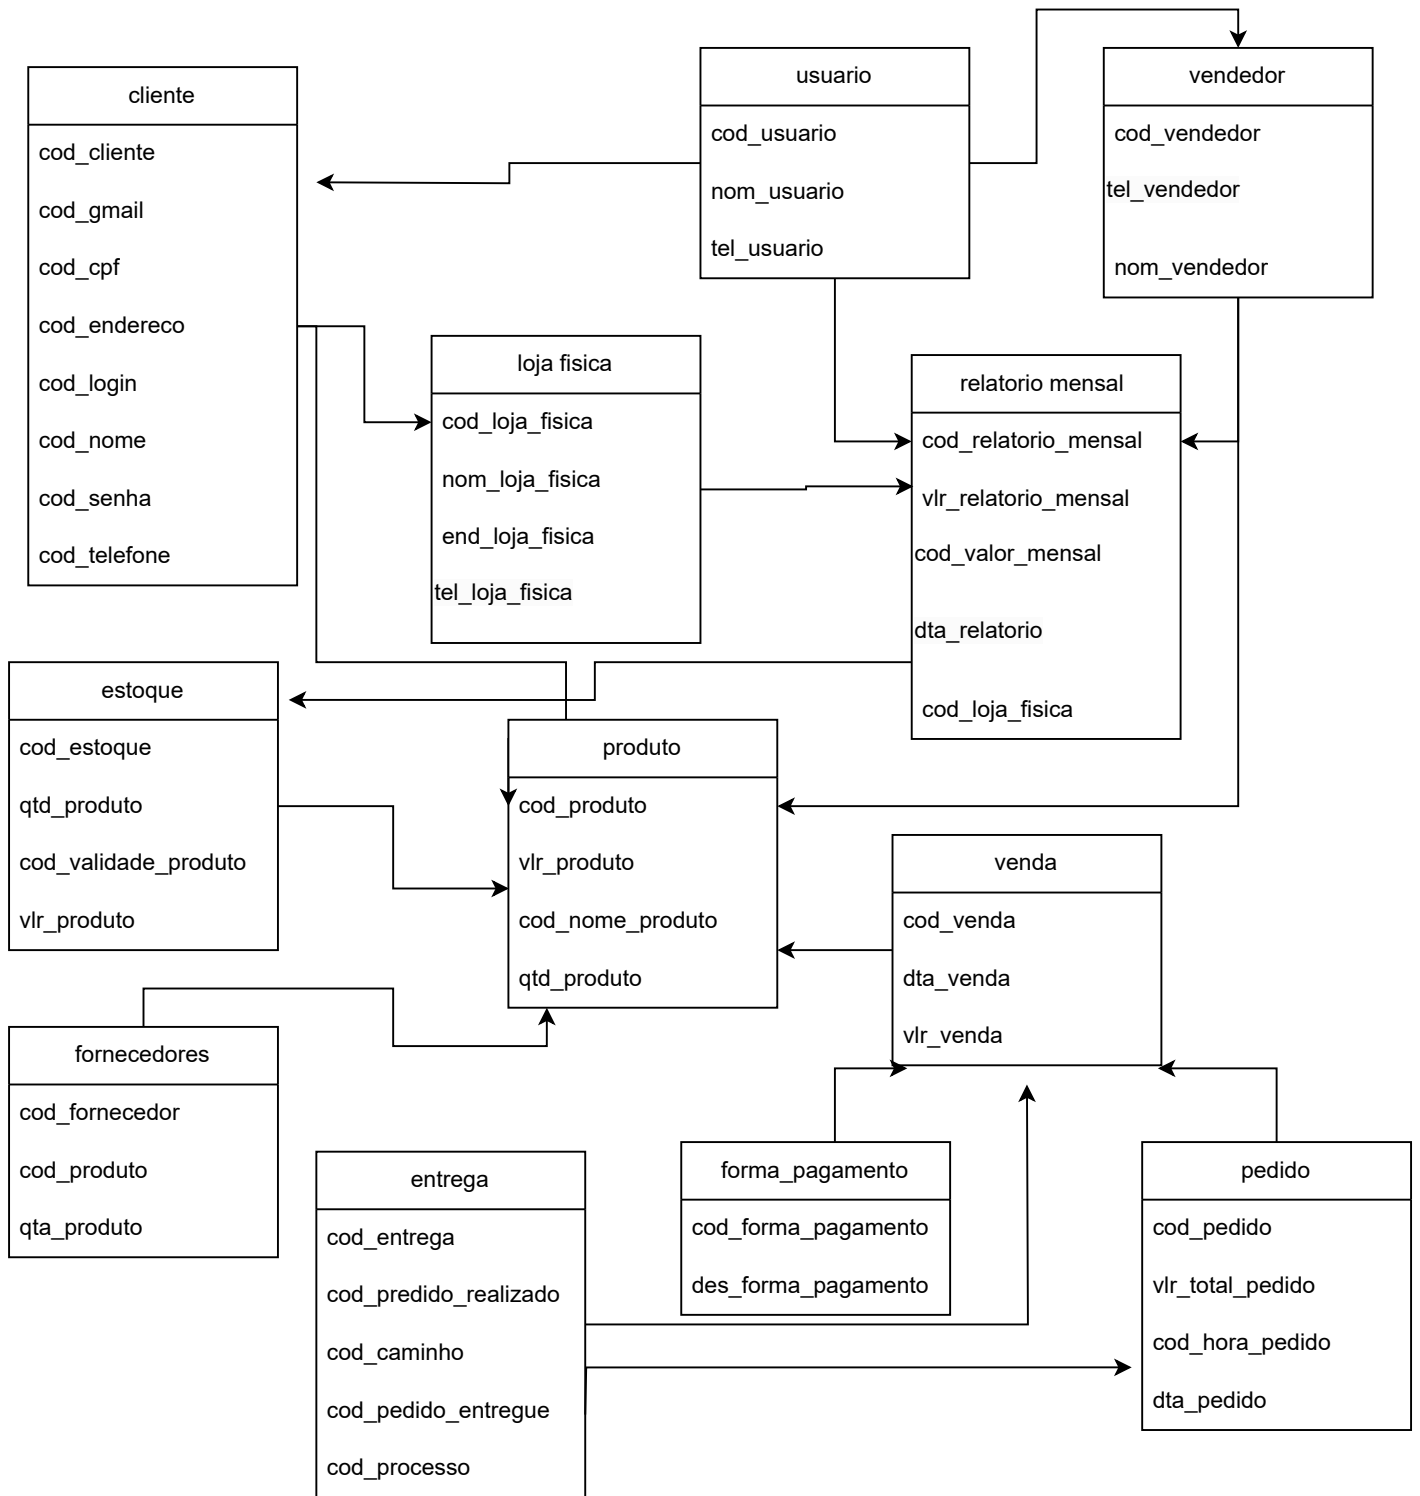 cliente
cod_cliente
cod_gmail
cod_cpf
cod_endereco
cod_login
cod_nome
cod_senha
cod_telefone
usuario
cod_usuario
nom_usuario
tel_usuario
vendedor
cod_vendedor
tel_vendedor
nom_vendedor
loja fisica
cod_loja_fisica
nom_loja_fisica
end_loja_fisica
tel_loja_fisica
relatorio mensal
cod_relatorio_mensal
vlr_relatorio_mensal
cod_valor_mensal
dta_relatorio
cod_loja_fisica
estoque
cod_estoque
qtd_produto
cod_validade_produto
vlr_produto
produto
cod_produto
vlr_produto
cod_nome_produto
qtd_produto
venda
cod_venda
dta_venda
vlr_venda
fornecedores
cod_fornecedor
cod_produto
qta_produto
entrega
cod_entrega
cod_predido_realizado
cod_caminho
cod_pedido_entregue
cod_processo
forma_pagamento
cod_forma_pagamento
des_forma_pagamento
pedido
cod_pedido
vlr_total_pedido
cod_hora_pedido
dta_pedido